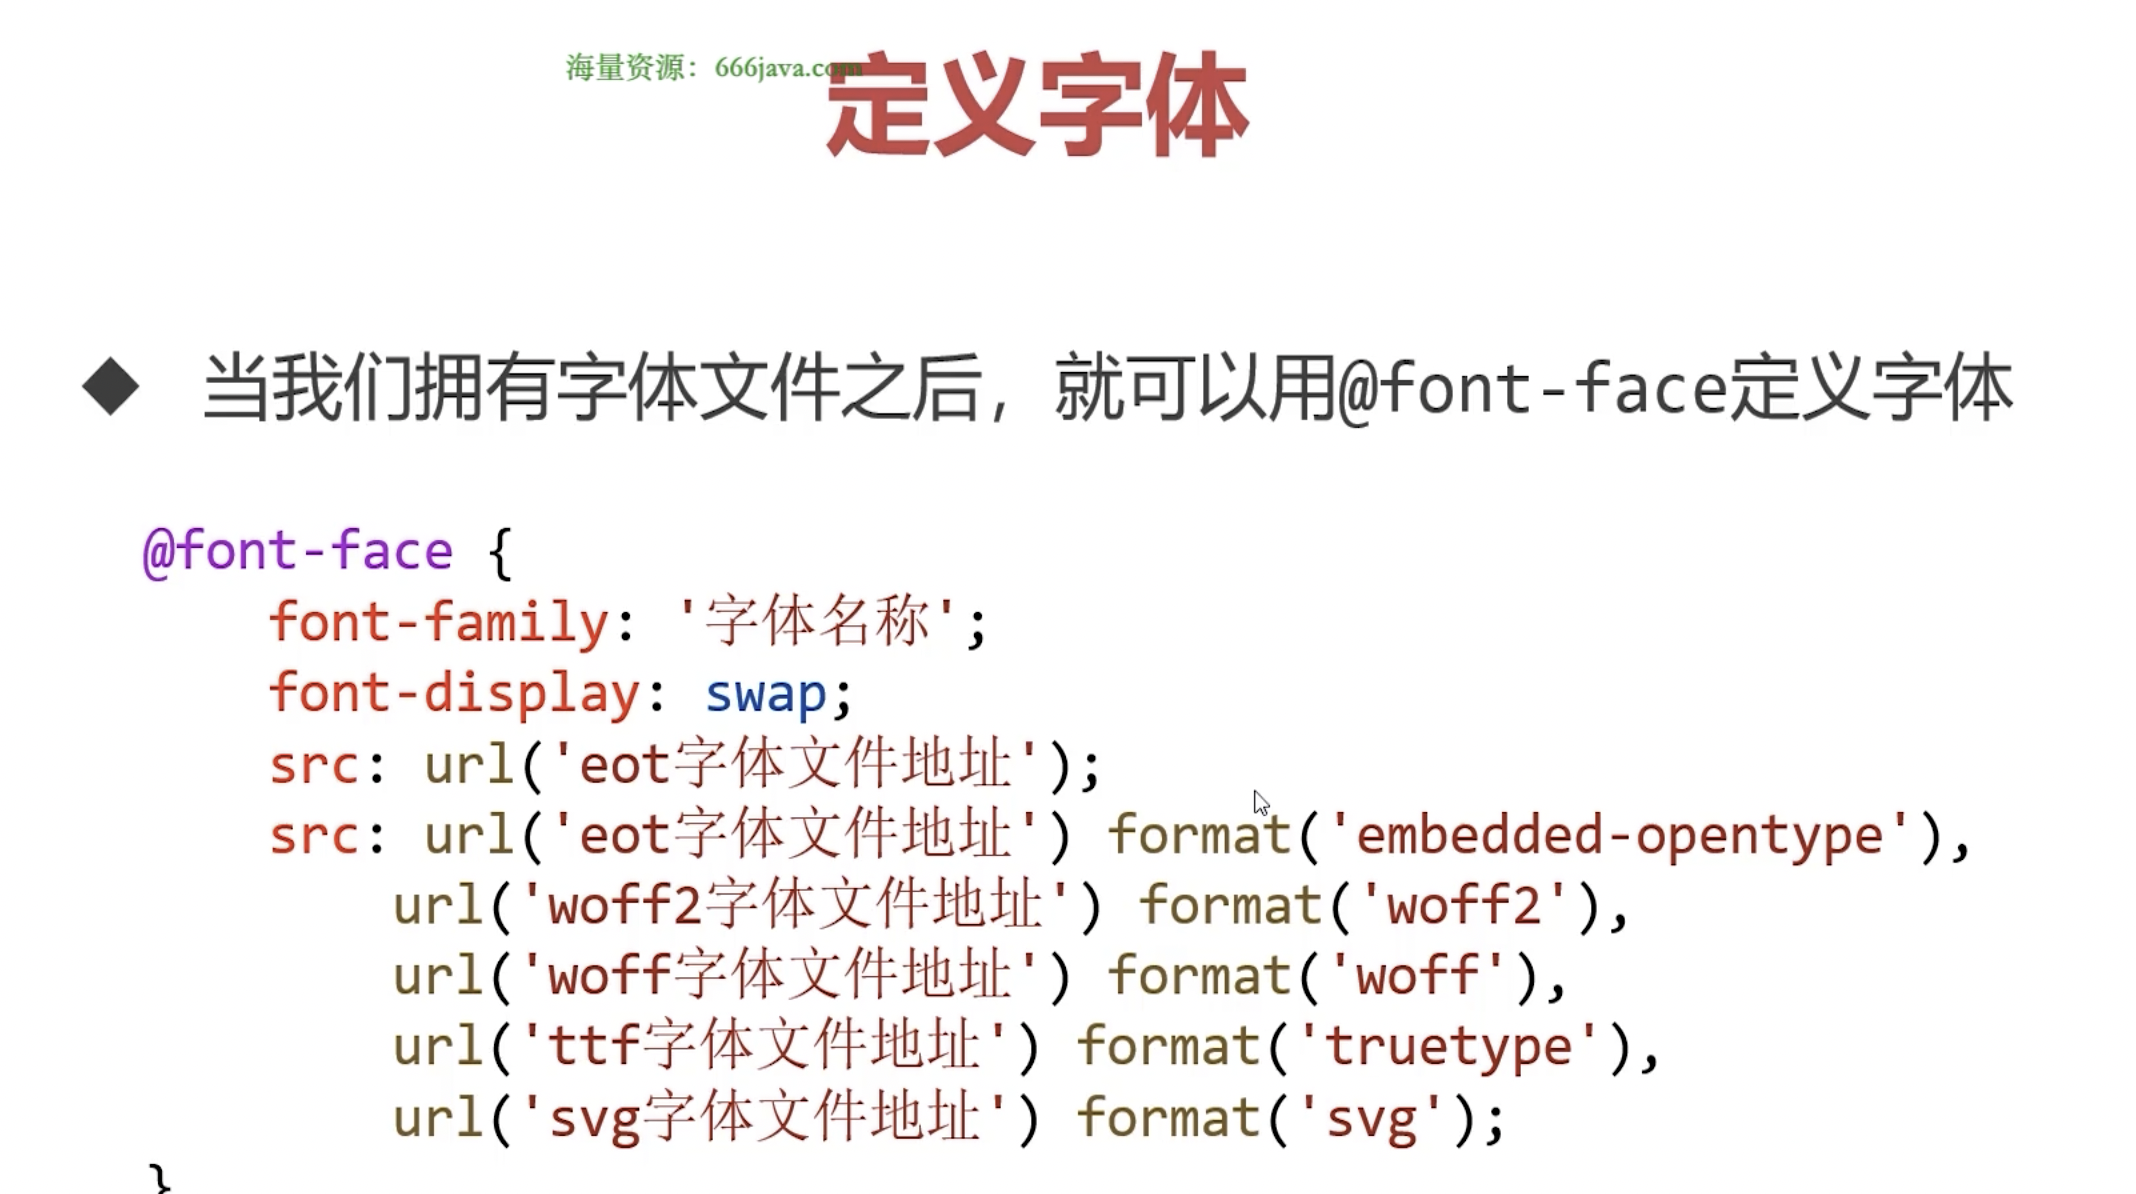 海量资源：666java.com
定义字体
◆ 当我们拥有字体文件之后，就可以用@font-face定义字体
@font-face {
    font-family: '字体名称';
    font-display: swap;
    src: url('eot字体文件地址');
    src: url('eot字体文件地址') format('embedded-opentype'),
        url('woff2字体文件地址') format('woff2'),
        url('woff字体文件地址') format('woff'),
        url('ttf字体文件地址') format('truetype'),
        url('svg字体文件地址') format('svg');
}